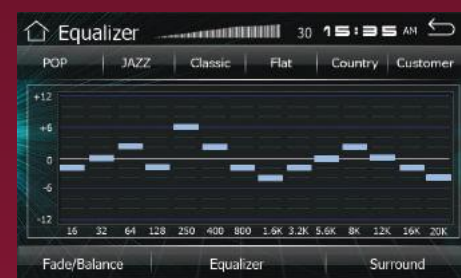 Equalizer 30 15:35 AM
POP JAZZ Classic Flat Country Customer
+12
+6
0
-6
-12
16 32 64 128 250 400 800 1.6K 3.2K 5.6K 8K 12K 16K 20K
Fade/Balance Equalizer Surround